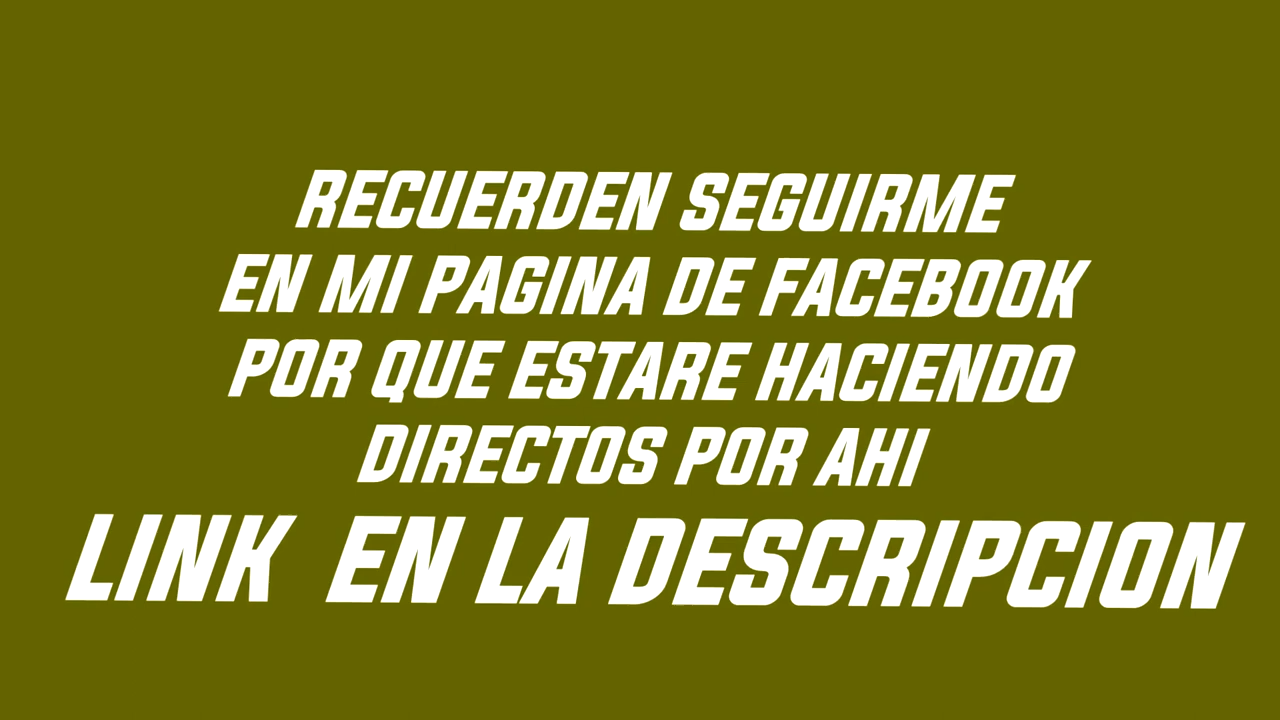 RECUERDEN SEGUIRME
EN MI PAGINA DE FACEBOOK
POR QUE ESTARE HACIENDO
DIRECTOS POR AHI
LINK EN LA DESCRIPCION